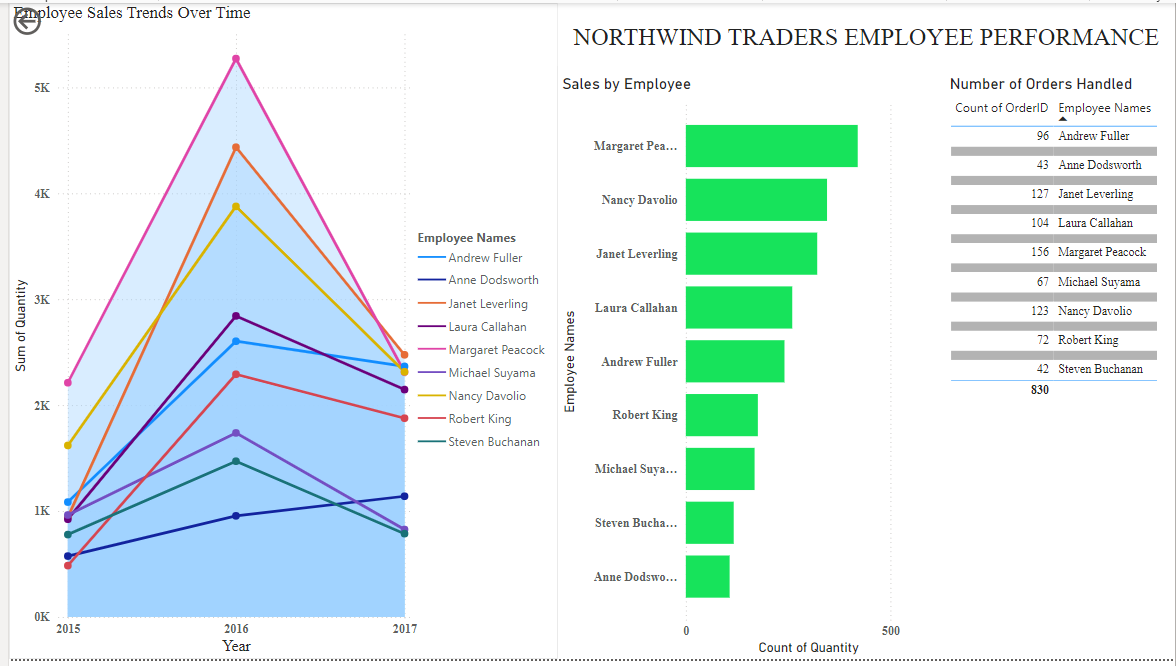 Employee Sales Trends Over Time
5K
4K
3K
2K
1K
0K
Sum of Quantity
2015
2016
2017
Year
Employee Names
Andrew Fuller
Anne Dodsworth
Janet Leverling
Laura Callahan
Margaret Peacock
Michael Suyama
Nancy Davolio
Robert King
Steven Buchanan
NORTHWIND TRADERS EMPLOYEE PERFORMANCE
Sales by Employee
Employee Names
Margaret Pea...
Nancy Davolio
Janet Leverling
Laura Callahan
Andrew Fuller
Robert King
Michael Suya...
Steven Bucha...
Anne Dodswo...
0
500
Count of Quantity
Number of Orders Handled
Count of OrderID Employee Names
96 Andrew Fuller
43 Anne Dodsworth
127 Janet Leverling
104 Laura Callahan
156 Margaret Peacock
67 Michael Suyama
123 Nancy Davolio
72 Robert King
42 Steven Buchanan
830